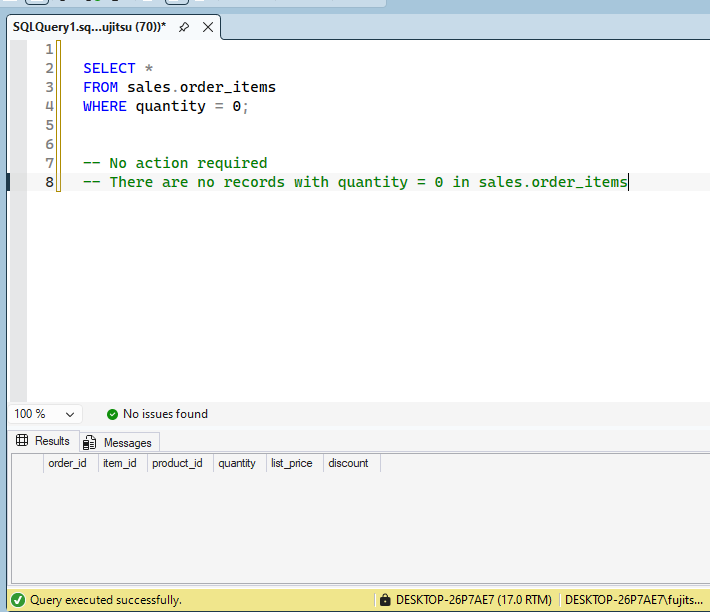 SQLQuery1.sq...ujitsu (70))*
1
2 SELECT *
3 FROM sales.order_items
4 WHERE quantity = 0;
5
6
7 -- No action required
8 -- There are no records with quantity = 0 in sales.order_items
100 % No issues found
Results Messages
order_id item_id product_id quantity list_price discount
Query executed successfully. DESKTOP-26P7AE7 (17.0 RTM) DESKTOP-26P7AE7\fujits...